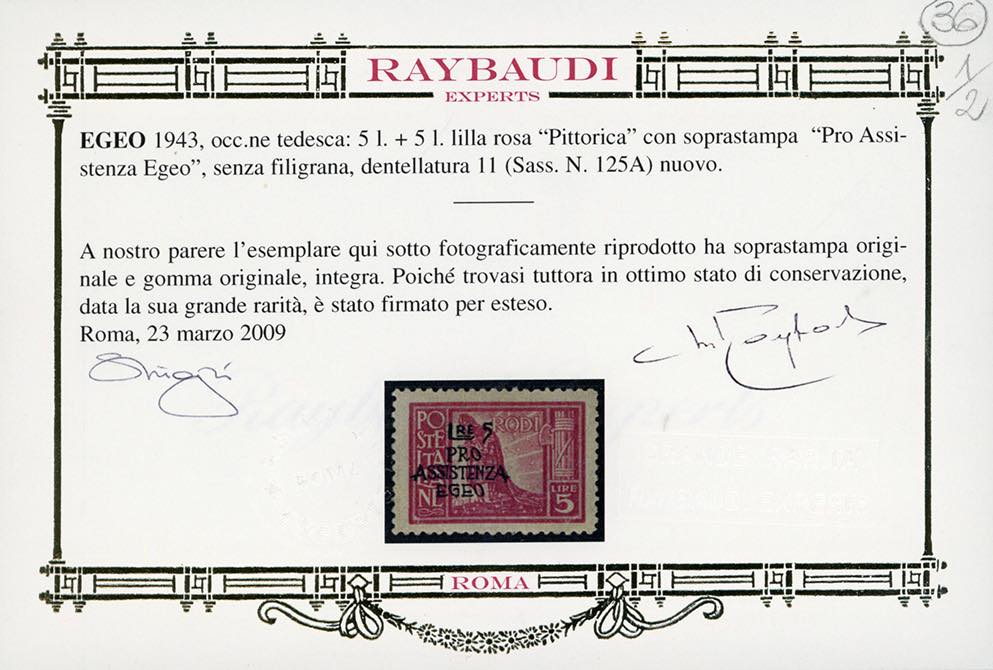 36
1/2
RAYBAUDI
EXPERTS
EGEO 1943, occ.ne tedesca: 5 l. + 5 l. lilla rosa “Pittorica” con soprastampa “Pro Assi-
stenza Egeo”, senza filigrana, dentellatura 11 (Sass. N. 125A) nuovo.
A nostro parere l’esemplare qui sotto fotograficamente riprodotto ha soprastampa origi-
nale e gomma originale, integra. Poiché trovasi tuttora in ottimo stato di conservazione,
data la sua grande rarità, è stato firmato per esteso.
Roma, 23 marzo 2009
POSTE ITALIANE
RODI
LRE 5
PRO
ASSISTENZA
EGEO
LIRE
5
ROMA